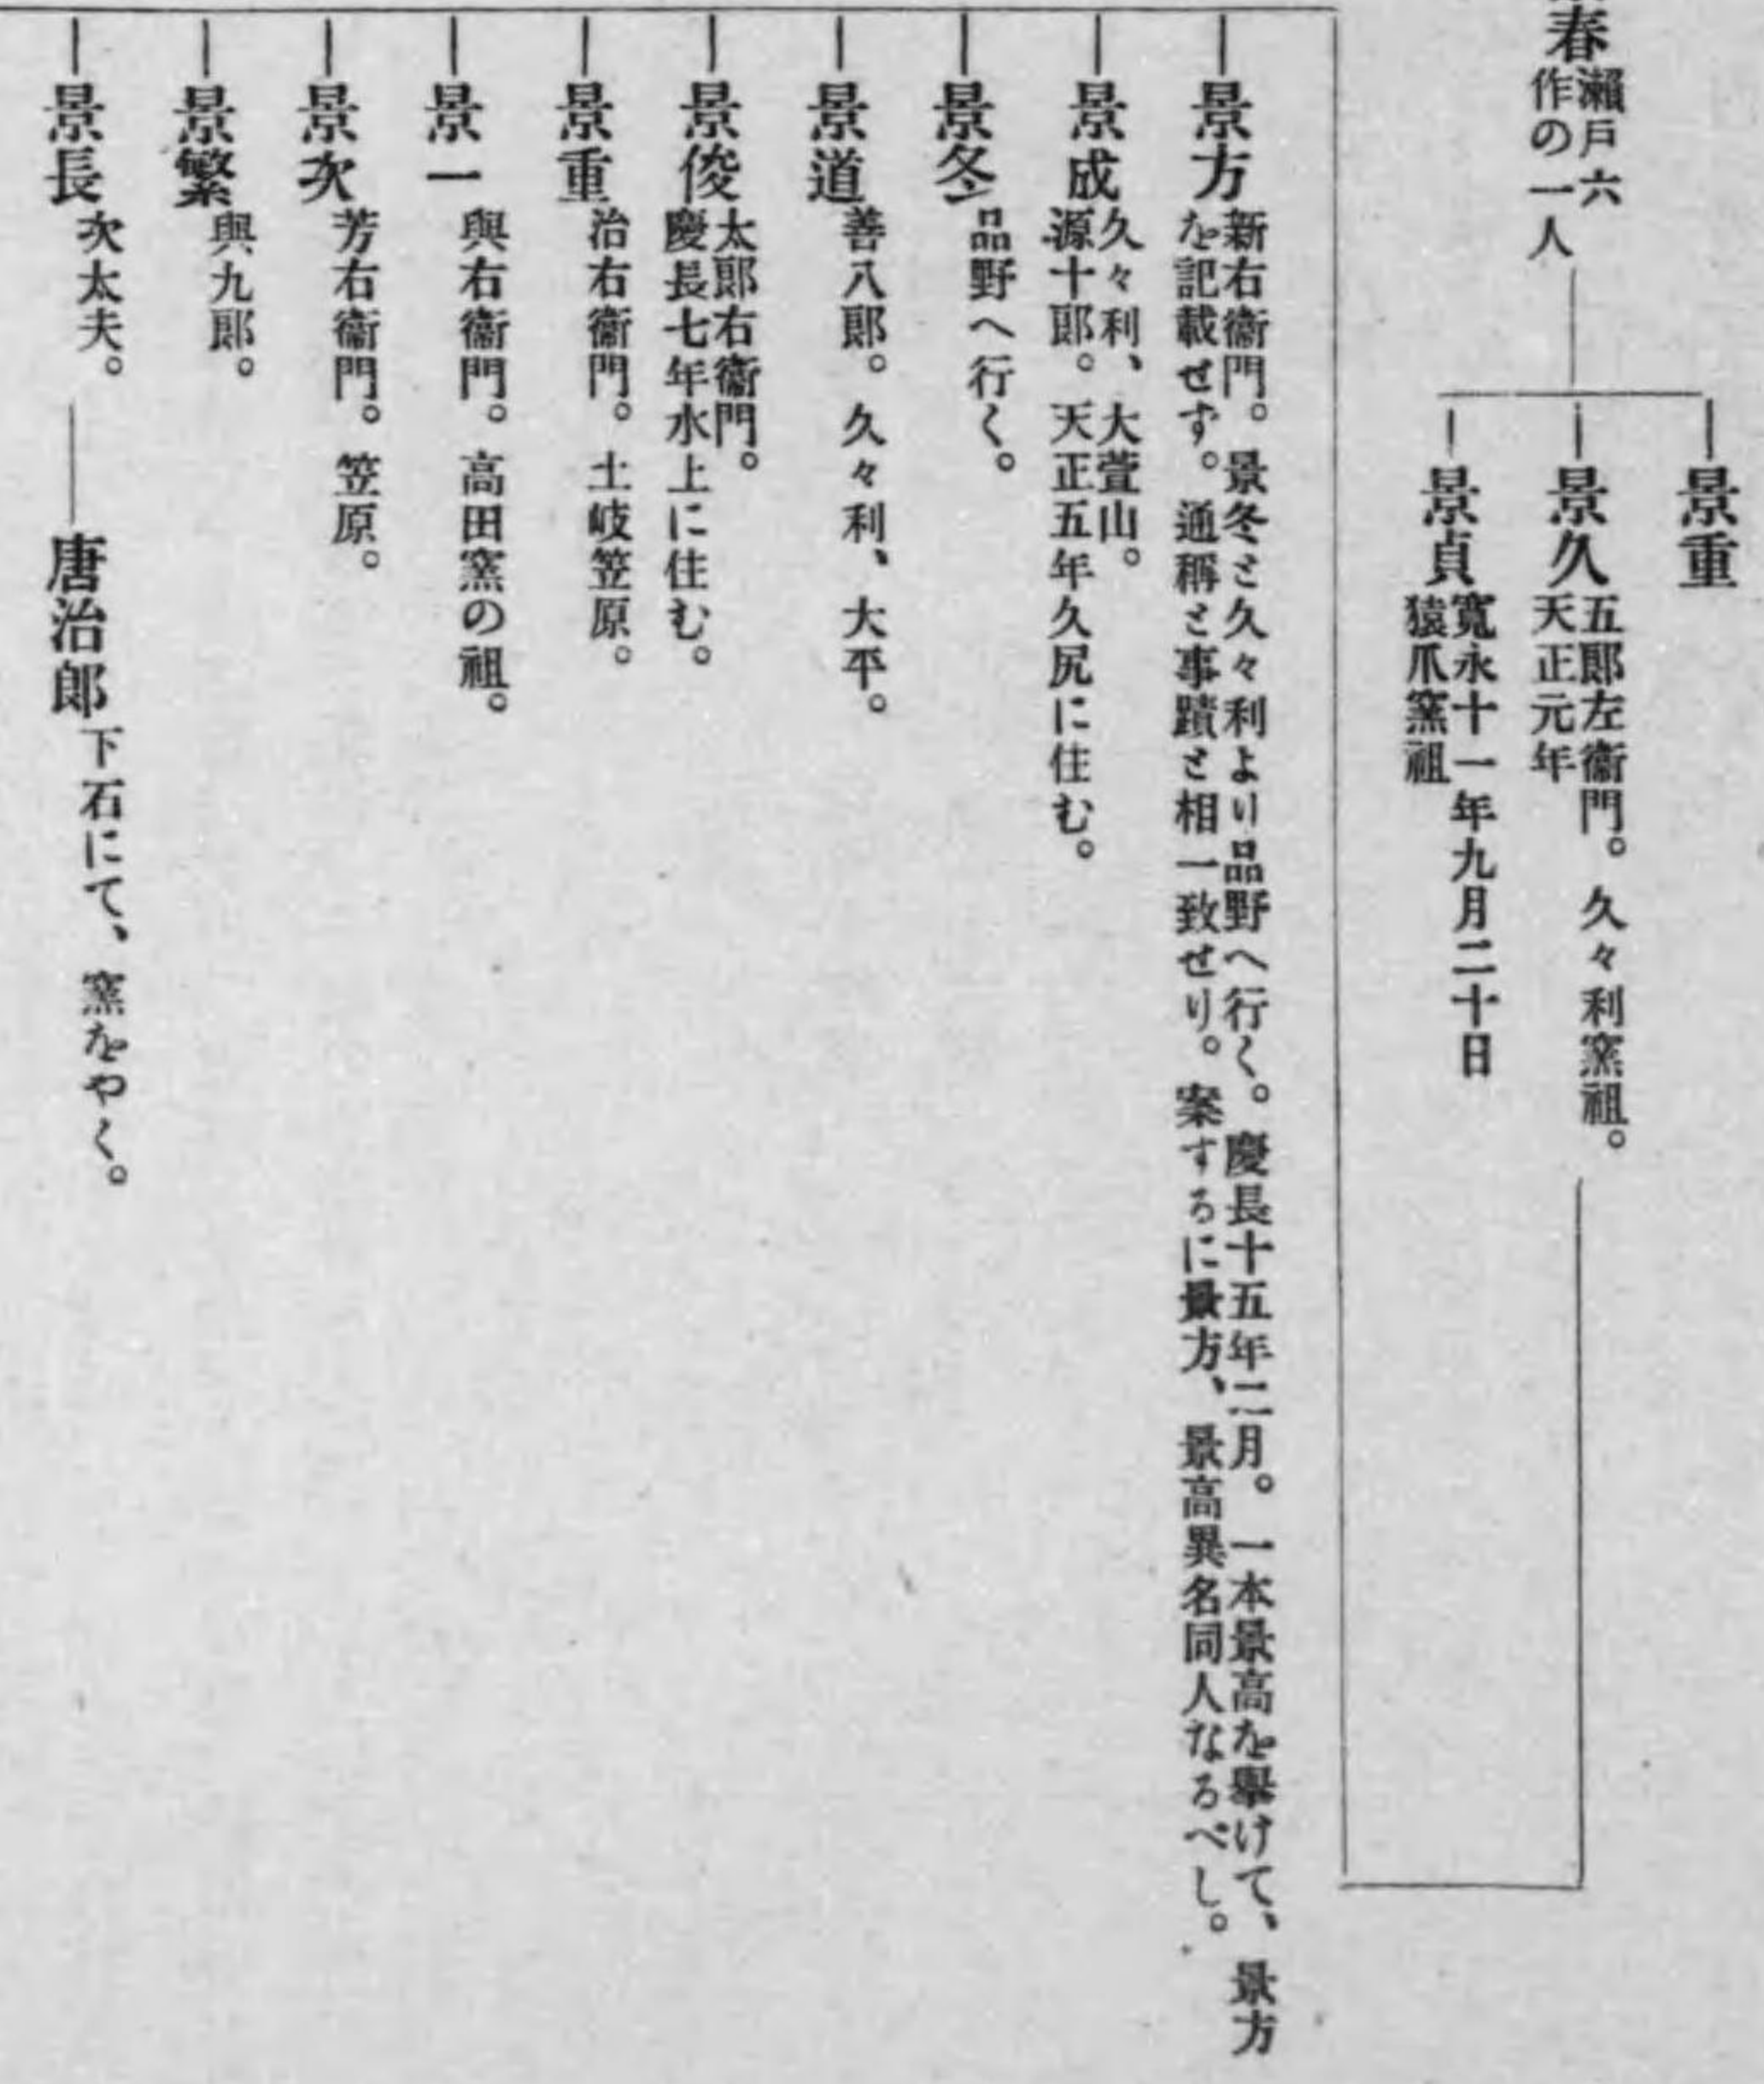 春
瀨戶六
作の一人
景重
景久
五郎左衞門。久々利窯祖。
天正元年
景貞
寬永十一年九月二十日
猿爪窯祖
景方
新右衞門。景冬と久々利より品野へ行く。慶長十五年二月。一本景高を擧けて、景方
を記載せず。通稱と事蹟と相一致せり。案するに景方、景高異名同人なるべし。
景成
久々利、大萱山。
源十郎。天正五年久尻に住む。
景冬
品野へ行く。
景道
善八郎。久々利、大平。
景俊
太郎右衞門。
慶長七年水上に住む。
景重
治右衞門。土岐笠原。
景一
與右衞門。高田窯の祖。
景次
芳右衞門。笠原。
景繁
與九郎。
景長
次太夫。
唐治郎
下石にて、窯をやく。